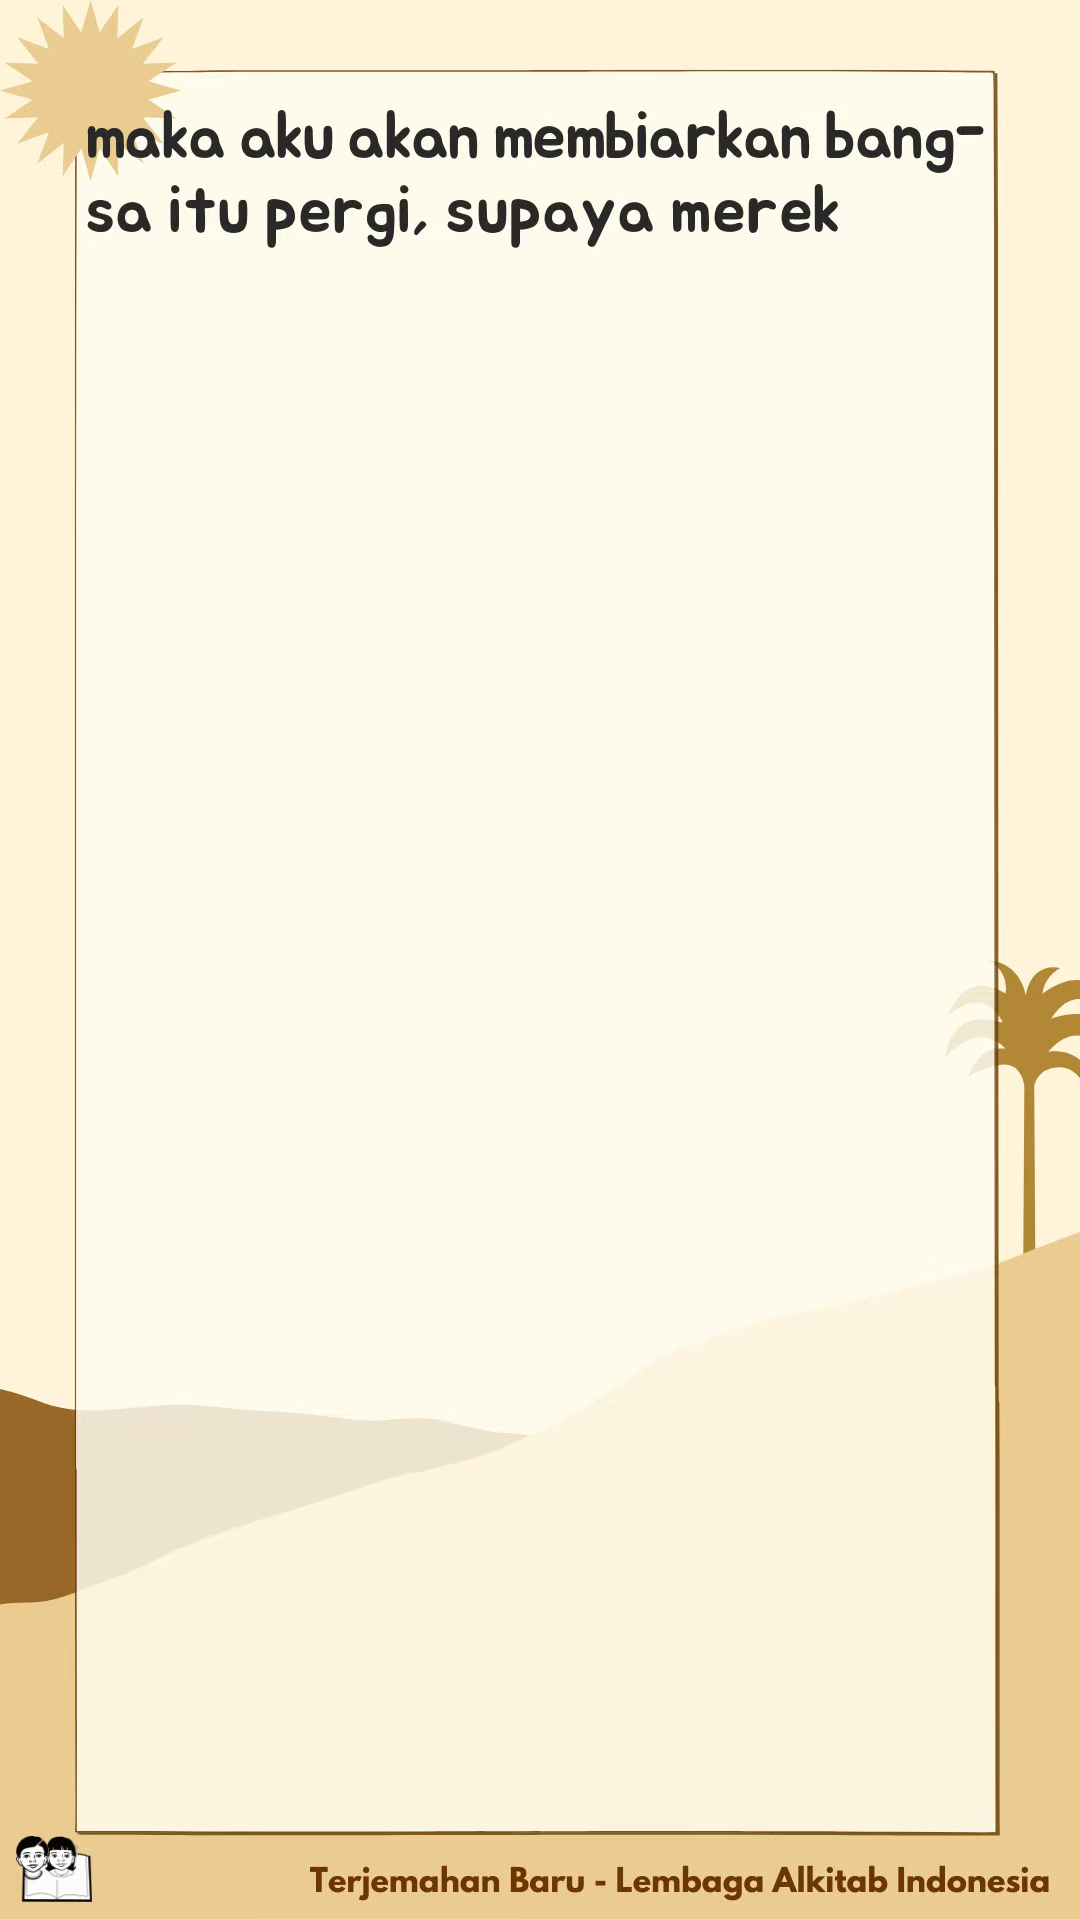 maka aku akan membiarkan bang-
sa itu pergi, supaya merek
Terjemahan Baru - Lembaga Alkitab Indonesia